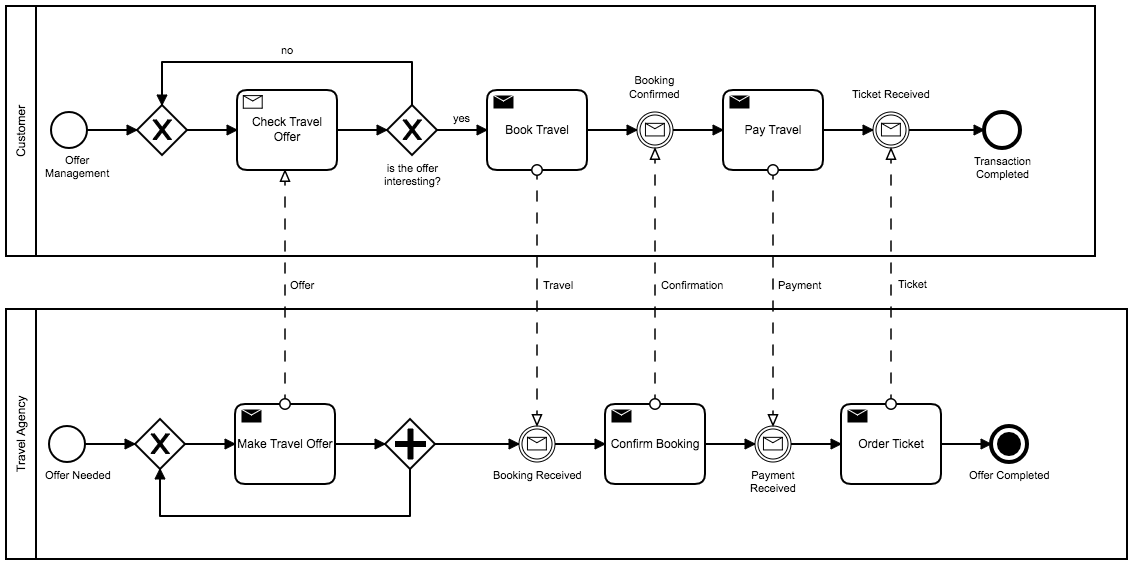 Customer
no
Offer
Management
X
Check Travel
Offer
X
is the offer
interesting?
yes
Book Travel
Booking
Confirmed
Pay Travel
Ticket Received
Transaction
Completed
Offer
Travel
Confirmation
Payment
Ticket
Travel Agency
Offer Needed
X
Make Travel Offer
Booking Received
Confirm Booking
Payment
Received
Order Ticket
Offer Completed